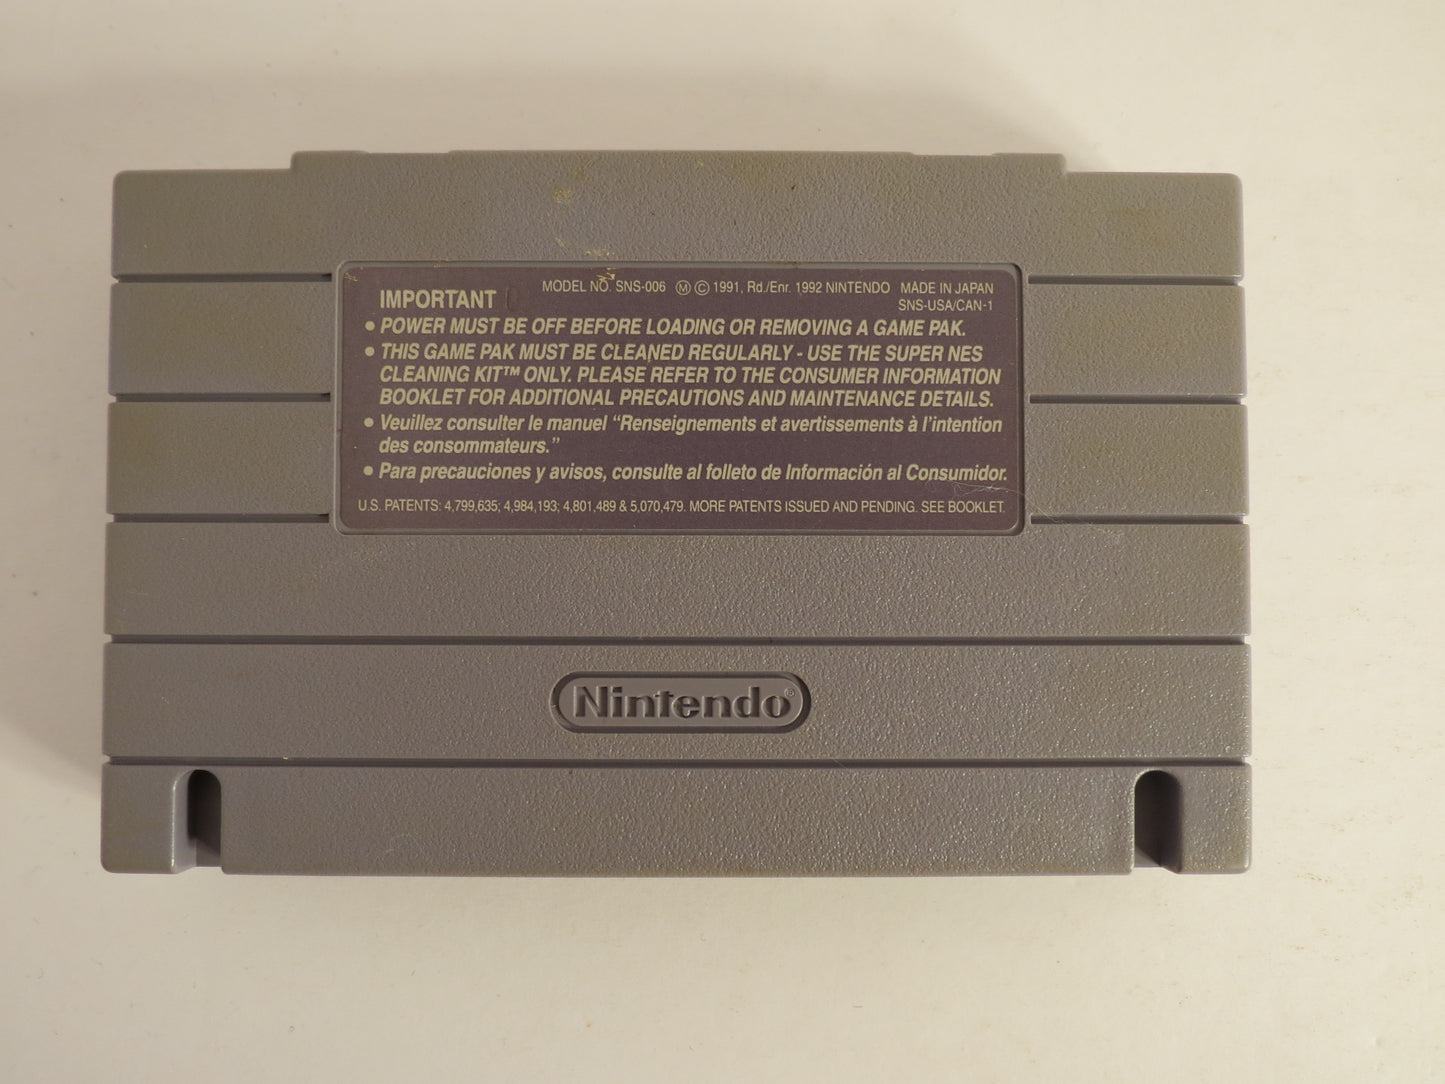 MODEL NO. SNS-006 Ⓜ © 1991, Rd./Enr. 1992 NINTENDO MADE IN JAPAN
IMPORTANT SNS-USA/CAN-1
• POWER MUST BE OFF BEFORE LOADING OR REMOVING A GAME PAK.
• THIS GAME PAK MUST BE CLEANED REGULARLY - USE THE SUPER NES
CLEANING KIT™ ONLY. PLEASE REFER TO THE CONSUMER INFORMATION
BOOKLET FOR ADDITIONAL PRECAUTIONS AND MAINTENANCE DETAILS.
• Veuillez consulter le manuel “Renseignements et avertissements à l’intention
des consommateurs.”
• Para precauciones y avisos, consulte al folleto de Información al Consumidor.
U.S. PATENTS: 4,799,635; 4,984,193; 4,801,489 & 5,070,479. MORE PATENTS ISSUED AND PENDING. SEE BOOKLET.
Nintendo®